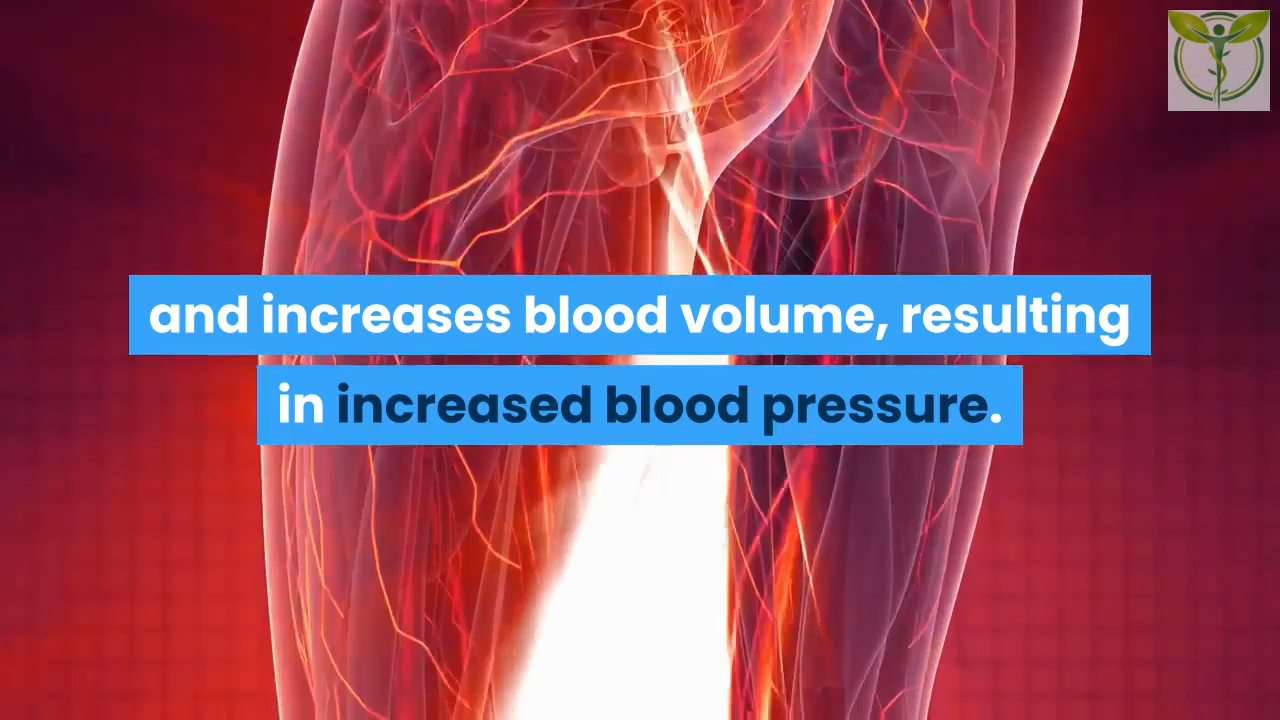 and increases blood volume, resulting
in increased blood pressure.